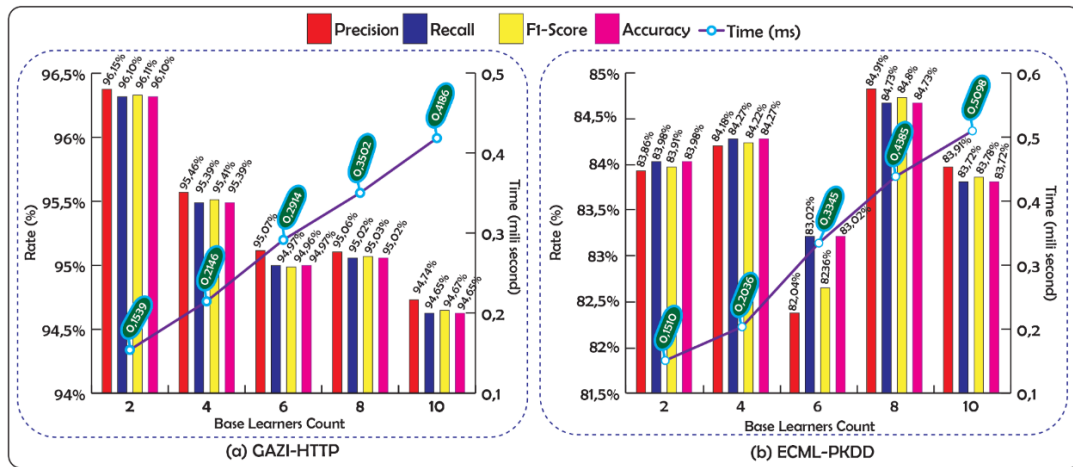 Precision Recall F1-Score Accuracy Time (ms)
96,5%
96%
95,5%
95%
94,5%
94%
Rate (%)
96,15% 96,10% 96,11% 96,10%
95,46% 95,39% 95,41% 95,39%
95,07% 94,97% 94,96% 94,97%
95,06% 95,02% 95,03% 95,02%
94,74% 94,65% 94,67% 94,65%
0,1539
0,2146
0,2914
0,3502
0,4186
0,5
0,4
0,3
0,2
0,1
Time (mili second)
2 4 6 8 10
Base Learners Count
(a) GAZI-HTTP
85%
84,5%
84%
83,5%
83%
82,5%
82%
81,5%
Rate (%)
83,86% 83,98% 83,91% 83,98%
84,18% 84,27% 84,22% 84,27%
82,04% 83,02% 8236% 83,02%
84,91% 84,73% 84,8% 84,73%
83,91% 83,72% 83,78% 83,72%
0,1510
0,2036
0,3345
0,4385
0,5098
0,6
0,5
0,4
0,3
0,2
0,1
Time (mili second)
2 4 6 8 10
Base Learners Count
(b) ECML-PKDD